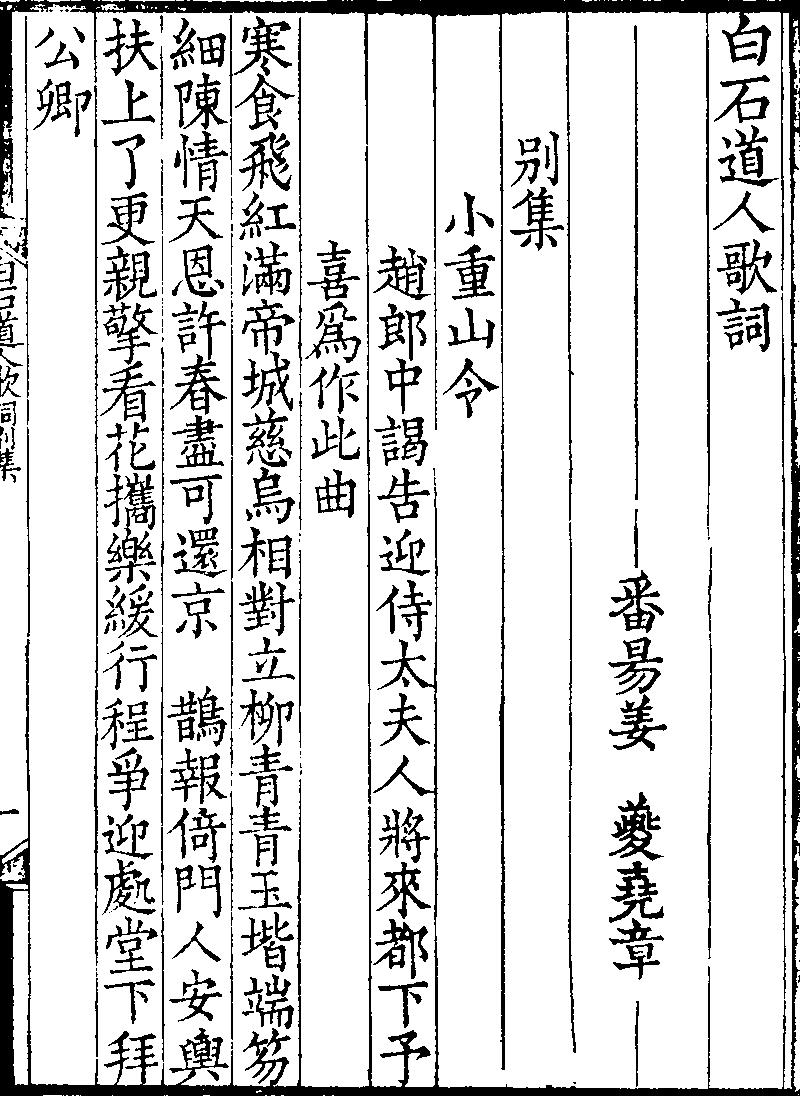 白石道人歌詞
番昜姜　夔堯章
别集
小重山令
趙郎中謁告迎侍太夫人將來都下予
喜爲作此曲
寒食飛紅滿帝城慈烏相對立柳青青玉堦端笏
細陳情天恩許春盡可還京　鵲報倚門人安輿
扶上了更親擎看花攜樂緩行程爭迎處堂下拜
公卿
白石道人歌詞别集
一